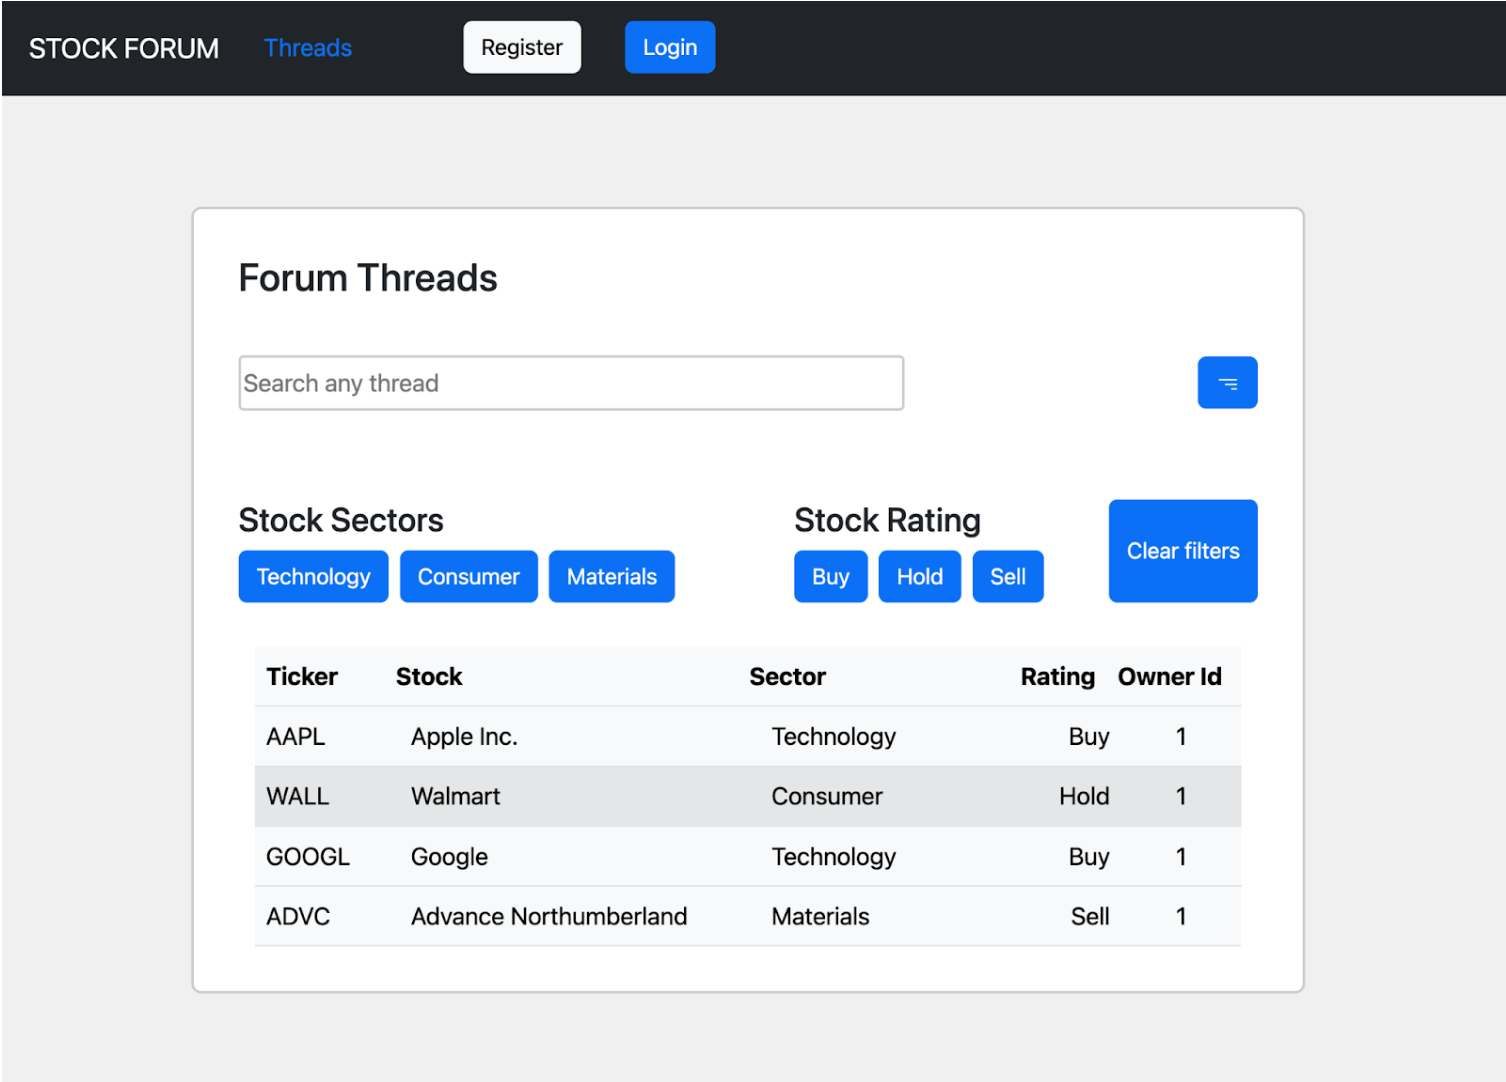 STOCK FORUM Threads Register Login
Forum Threads
Search any thread
Stock Sectors Stock Rating
Clear filters
Technology Consumer Materials Buy Hold Sell
Ticker Stock Sector Rating Owner Id
AAPL Apple Inc. Technology Buy 1
WALL Walmart Consumer Hold 1
GOOGL Google Technology Buy 1
ADVC Advance Northumberland Materials Sell 1